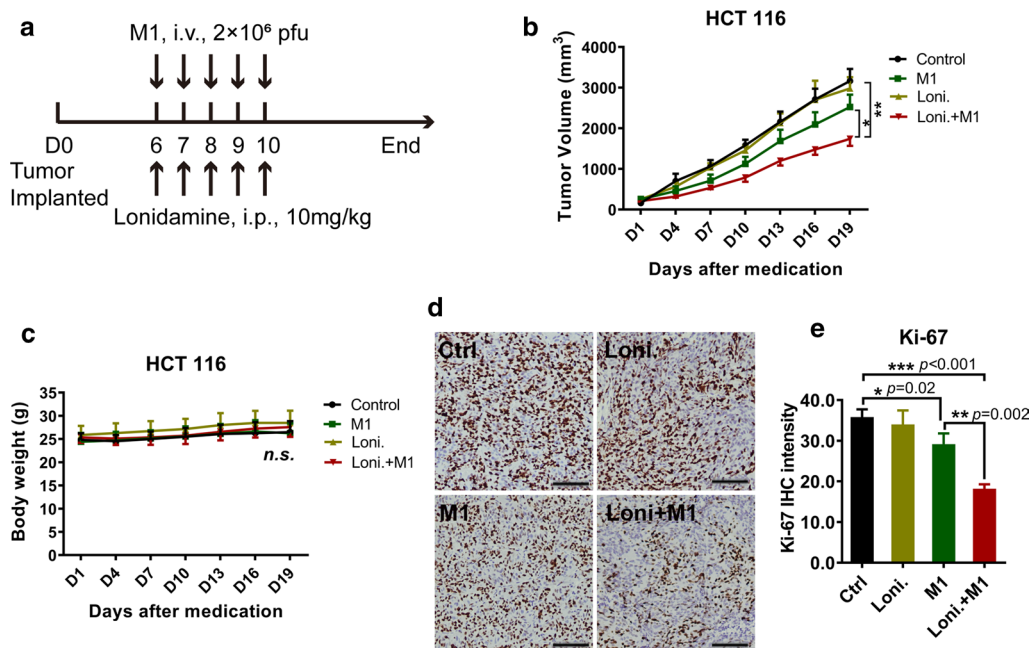 a
M1, i.v., 2×10⁶ pfu
D0
6 7 8 9 10
End
Tumor
Implanted
Lonidamine, i.p., 10mg/kg
b
HCT 116
Tumor Volume (mm³)
4000
3000
2000
1000
0
D1 D4 D7 D10 D13 D16 D19
Days after medication
Control
M1
Loni.
Loni.+M1
*
**
c
HCT 116
Body weight (g)
35
30
25
20
15
10
5
0
D1 D4 D7 D10 D13 D16 D19
Days after medication
Control
M1
Loni.
Loni.+M1
n.s.
d
Ctrl
Loni.
M1
Loni+M1
e
Ki-67
*** p<0.001
* p=0.02
** p=0.002
Ki-67 IHC intensity
40.0
30.0
20.0
10.0
0.0
Ctrl
Loni.
M1
Loni.+M1